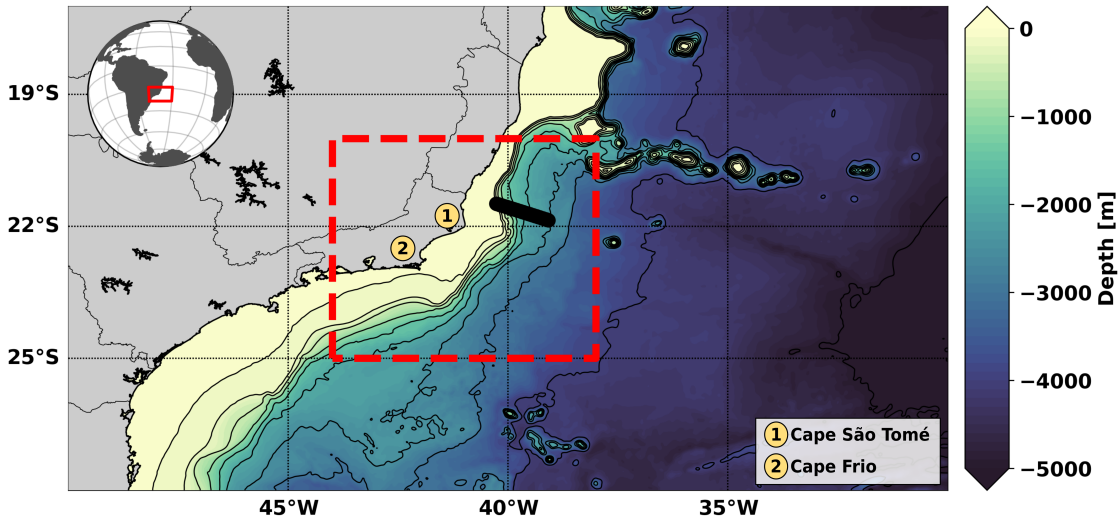 19°S
22°S
25°S
45°W
40°W
35°W
1
2
1 Cape São Tomé
2 Cape Frio
0
−1000
−2000
−3000
−4000
−5000
Depth [m]